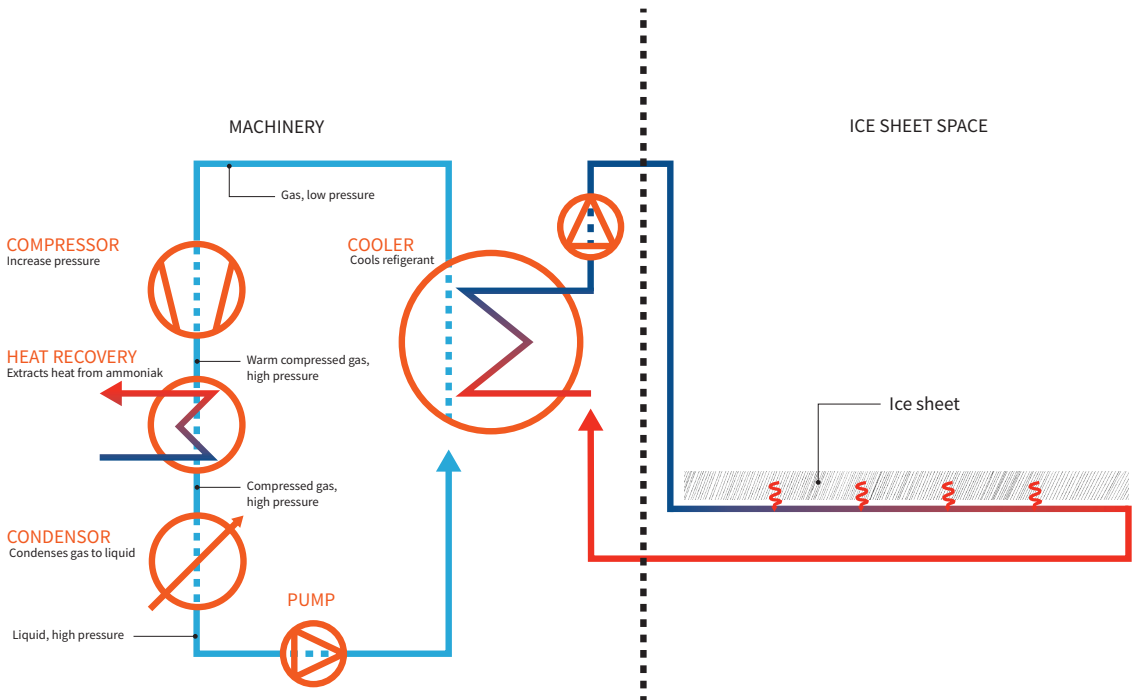 MACHINERY
ICE SHEET SPACE
Gas, low pressure
COMPRESSOR
Increase pressure
COOLER
Cools refigerant
HEAT RECOVERY
Extracts heat from ammoniak
Warm compressed gas,
high pressure
Ice sheet
Compressed gas,
high pressure
CONDENSOR
Condenses gas to liquid
PUMP
Liquid, high pressure